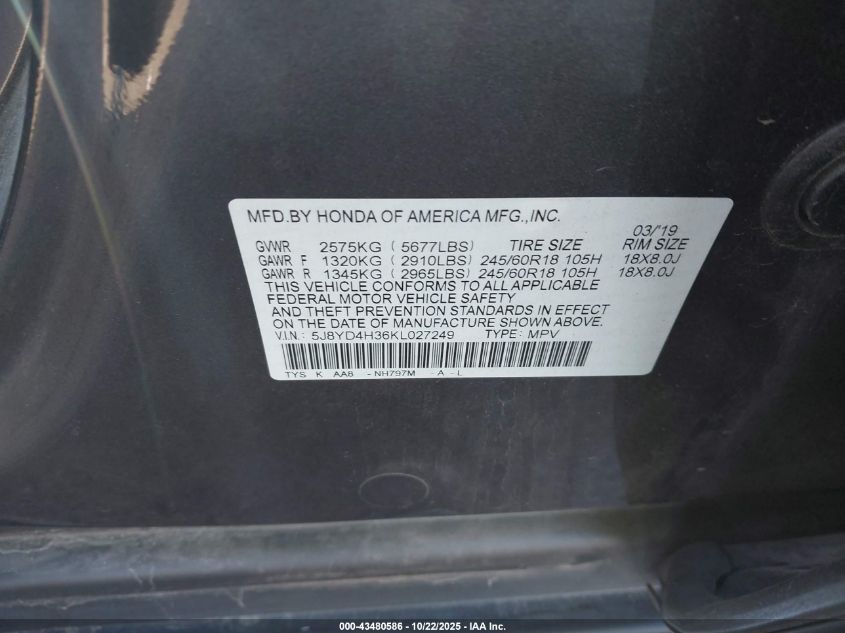 MFD.BY HONDA OF AMERICA MFG.,INC.
03/'19
GVWR 2575KG ( 5677LBS) TIRE SIZE RIM SIZE
GAWR F 1320KG ( 2910LBS) 245/60R18 105H 18X8.0J
GAWR R 1345KG ( 2965LBS) 245/60R18 105H 18X8.0J
THIS VEHICLE CONFORMS TO ALL APPLICABLE
FEDERAL MOTOR VEHICLE SAFETY
AND THEFT PREVENTION STANDARDS IN EFFECT
ON THE DATE OF MANUFACTURE SHOWN ABOVE.
V.I.N.: 5J8YD4H36KL027249 TYPE: MPV
TYS K AA8 -NH797M -A -L
000-43480586 - 10/22/2025 - IAA Inc.